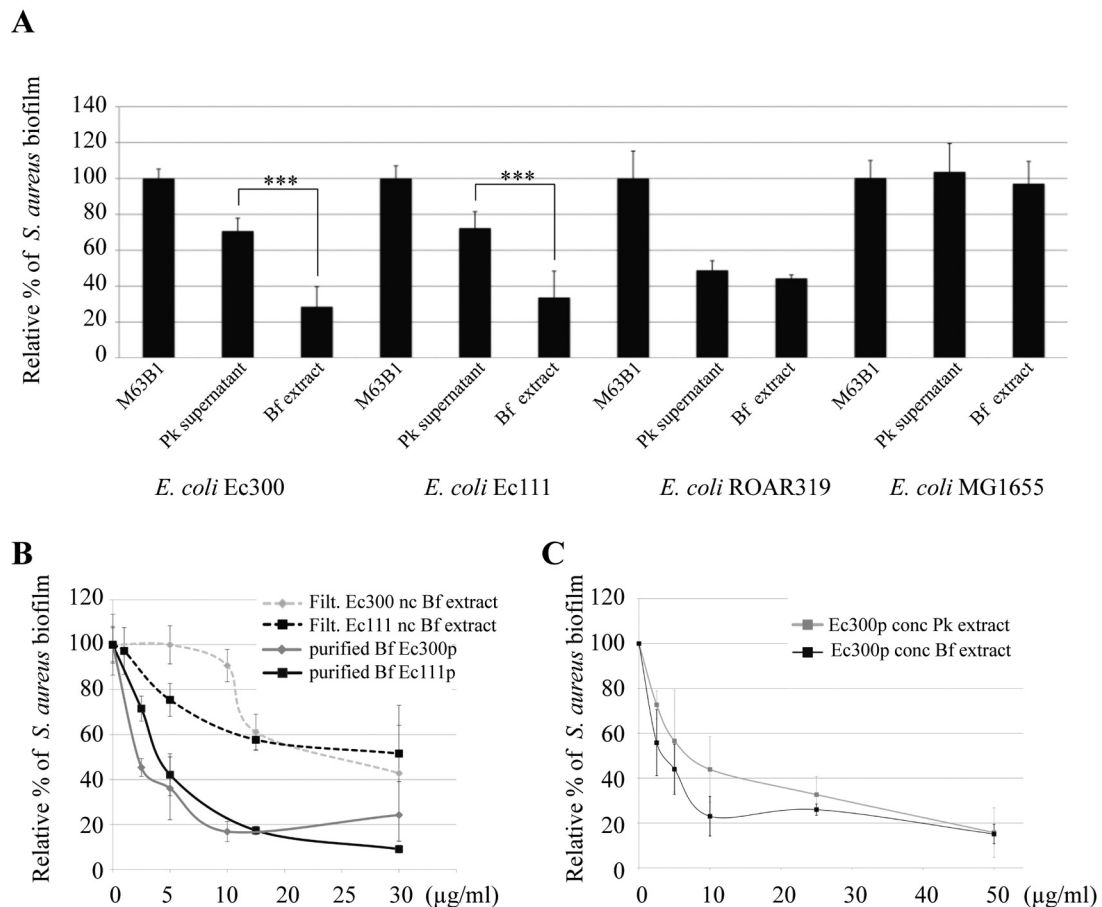 A
Relative % of S. aureus biofilm
140
120
100
80
60
40
20
0
***
***
M63B1
Pk supernatant
Bf extract
M63B1
Pk supernatant
Bf extract
M63B1
Pk supernatant
Bf extract
M63B1
Pk supernatant
Bf extract
E. coli Ec300
E. coli Ec111
E. coli ROAR319
E. coli MG1655
B
Relative % of S. aureus biofilm
120
100
80
60
40
20
0
Filt. Ec300 nc Bf extract
Filt. Ec111 nc Bf extract
purified Bf Ec300p
purified Bf Ec111p
0 5 10 20 30 (µg/ml)
C
Relative % of S. aureus biofilm
120
100
80
60
40
20
0
Ec300p conc Pk extract
Ec300p conc Bf extract
0 10 20 30 40 50 (µg/ml)